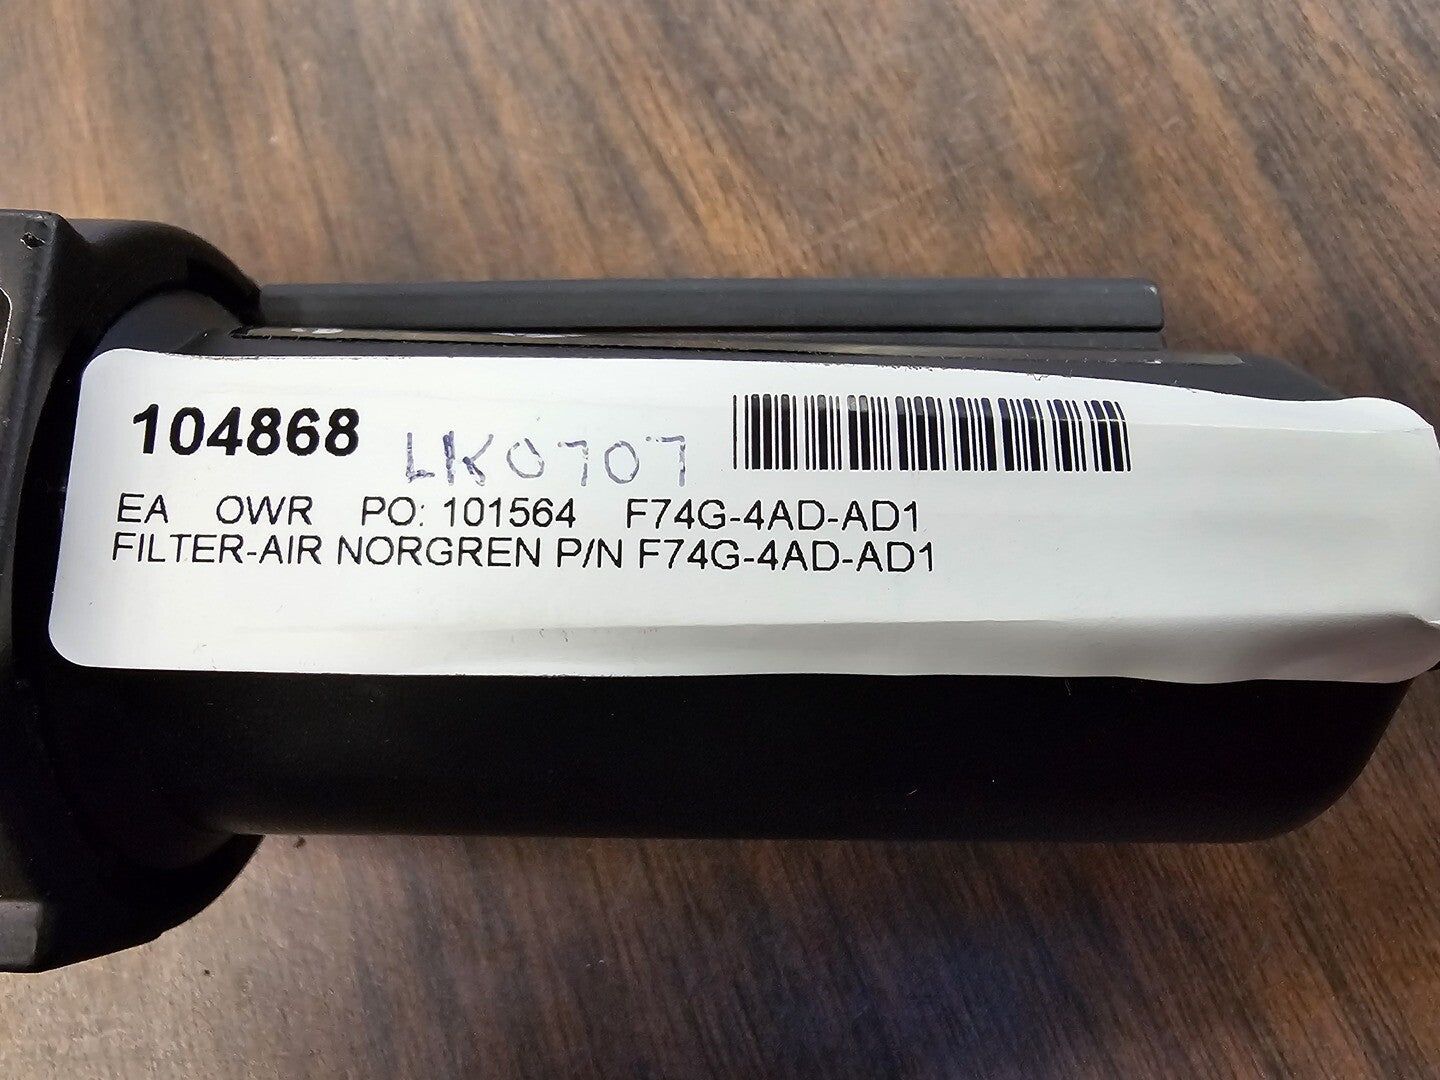 104868 LK0707
EA OWR PO: 101564 F74G-4AD-AD1
FILTER-AIR NORGREN P/N F74G-4AD-AD1